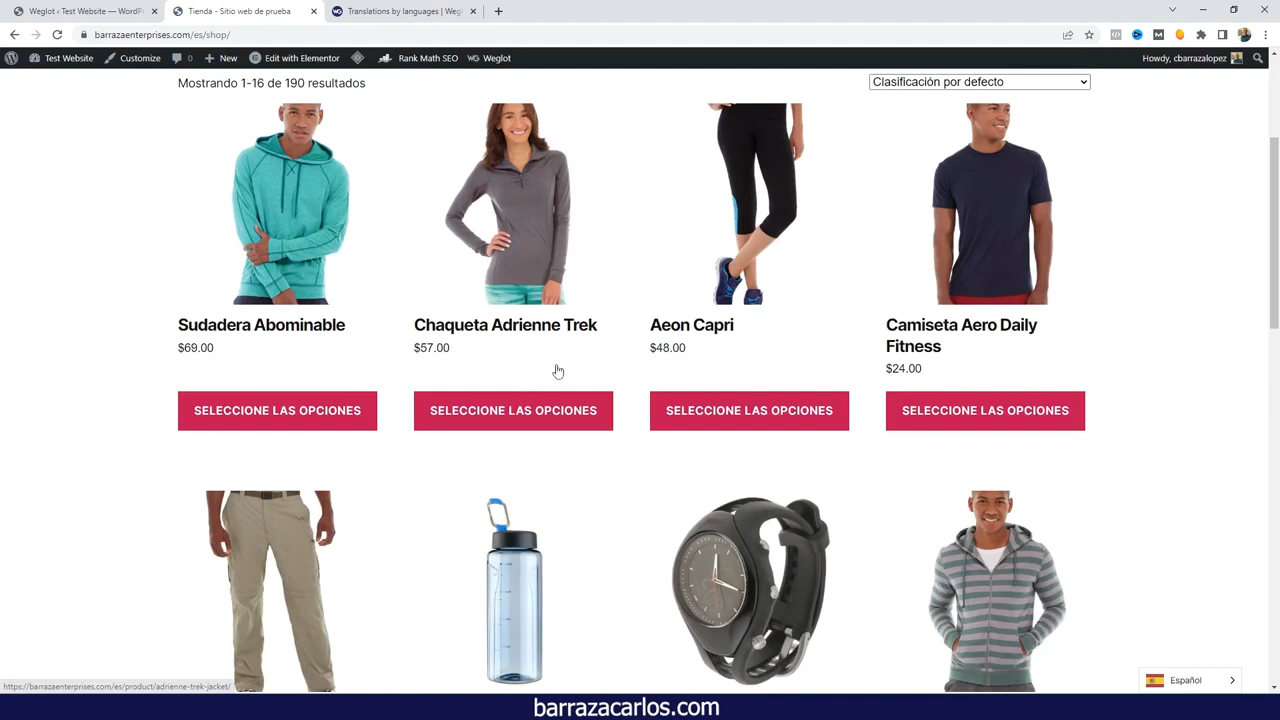 Weglot ‹ Test Website — WordPr
Tienda - Sitio web de prueba
Translations by languages | Wegl
barrazaenterprises.com/es/shop/
Test Website
Customize
0
New
Edit with Elementor
Rank Math SEO
Weglot
Howdy, cbarrazalopez
Mostrando 1-16 de 190 resultados
Clasificación por defecto
Sudadera Abominable
$69.00
SELECCIONE LAS OPCIONES
Chaqueta Adrienne Trek
$57.00
SELECCIONE LAS OPCIONES
Aeon Capri
$48.00
SELECCIONE LAS OPCIONES
Camiseta Aero Daily
Fitness
$24.00
SELECCIONE LAS OPCIONES
Español
https://barrazaenterprises.com/es/product/adrienne-trek-jacket/
barrazacarlos.com